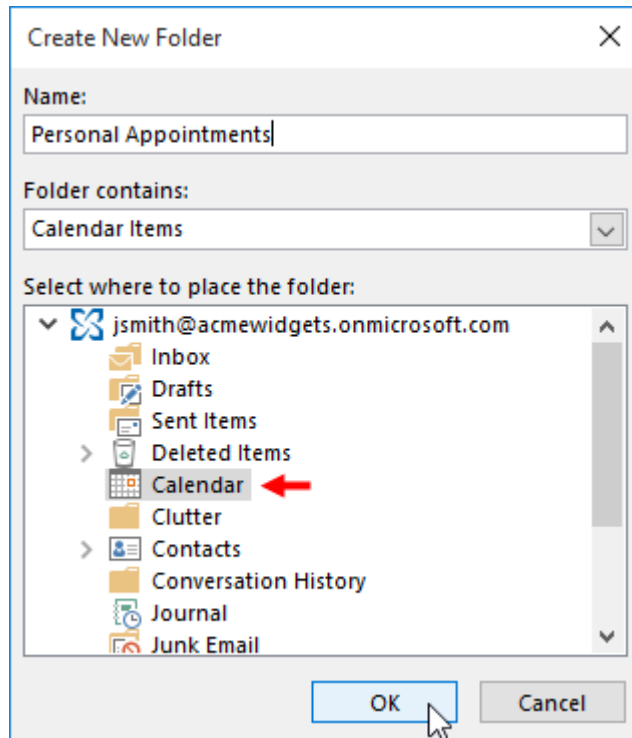 Create New Folder
Name:
Personal Appointments
Folder contains:
Calendar Items
Select where to place the folder:
jsmith@acmewidgets.onmicrosoft.com
Inbox
Drafts
Sent Items
Deleted Items
Calendar
Clutter
Contacts
Conversation History
Journal
Junk Email
OK
Cancel